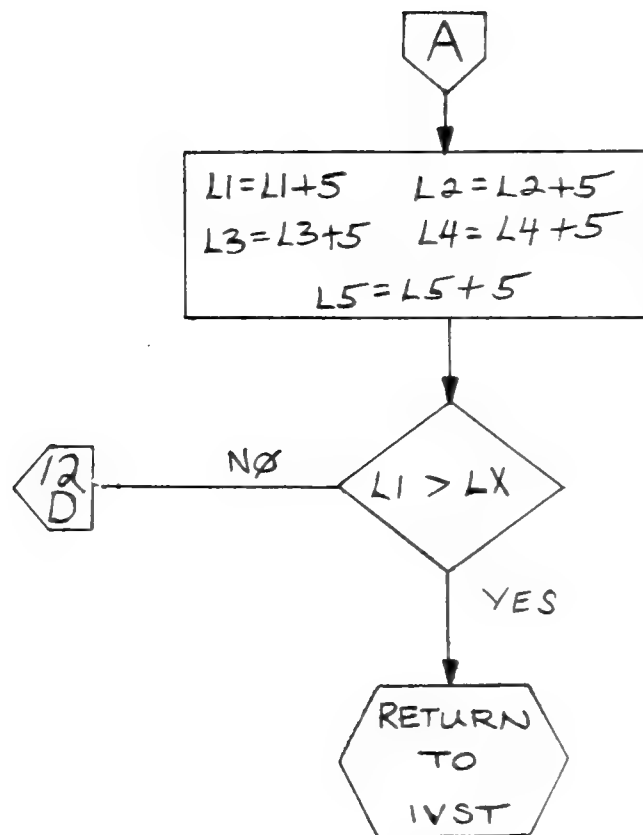 A
L1=L1+5 L2=L2+5
L3=L3+5 L4=L4+5
L5=L5+5
NØ
12
D
L1 > LX
YES
RETURN
TO
IVST